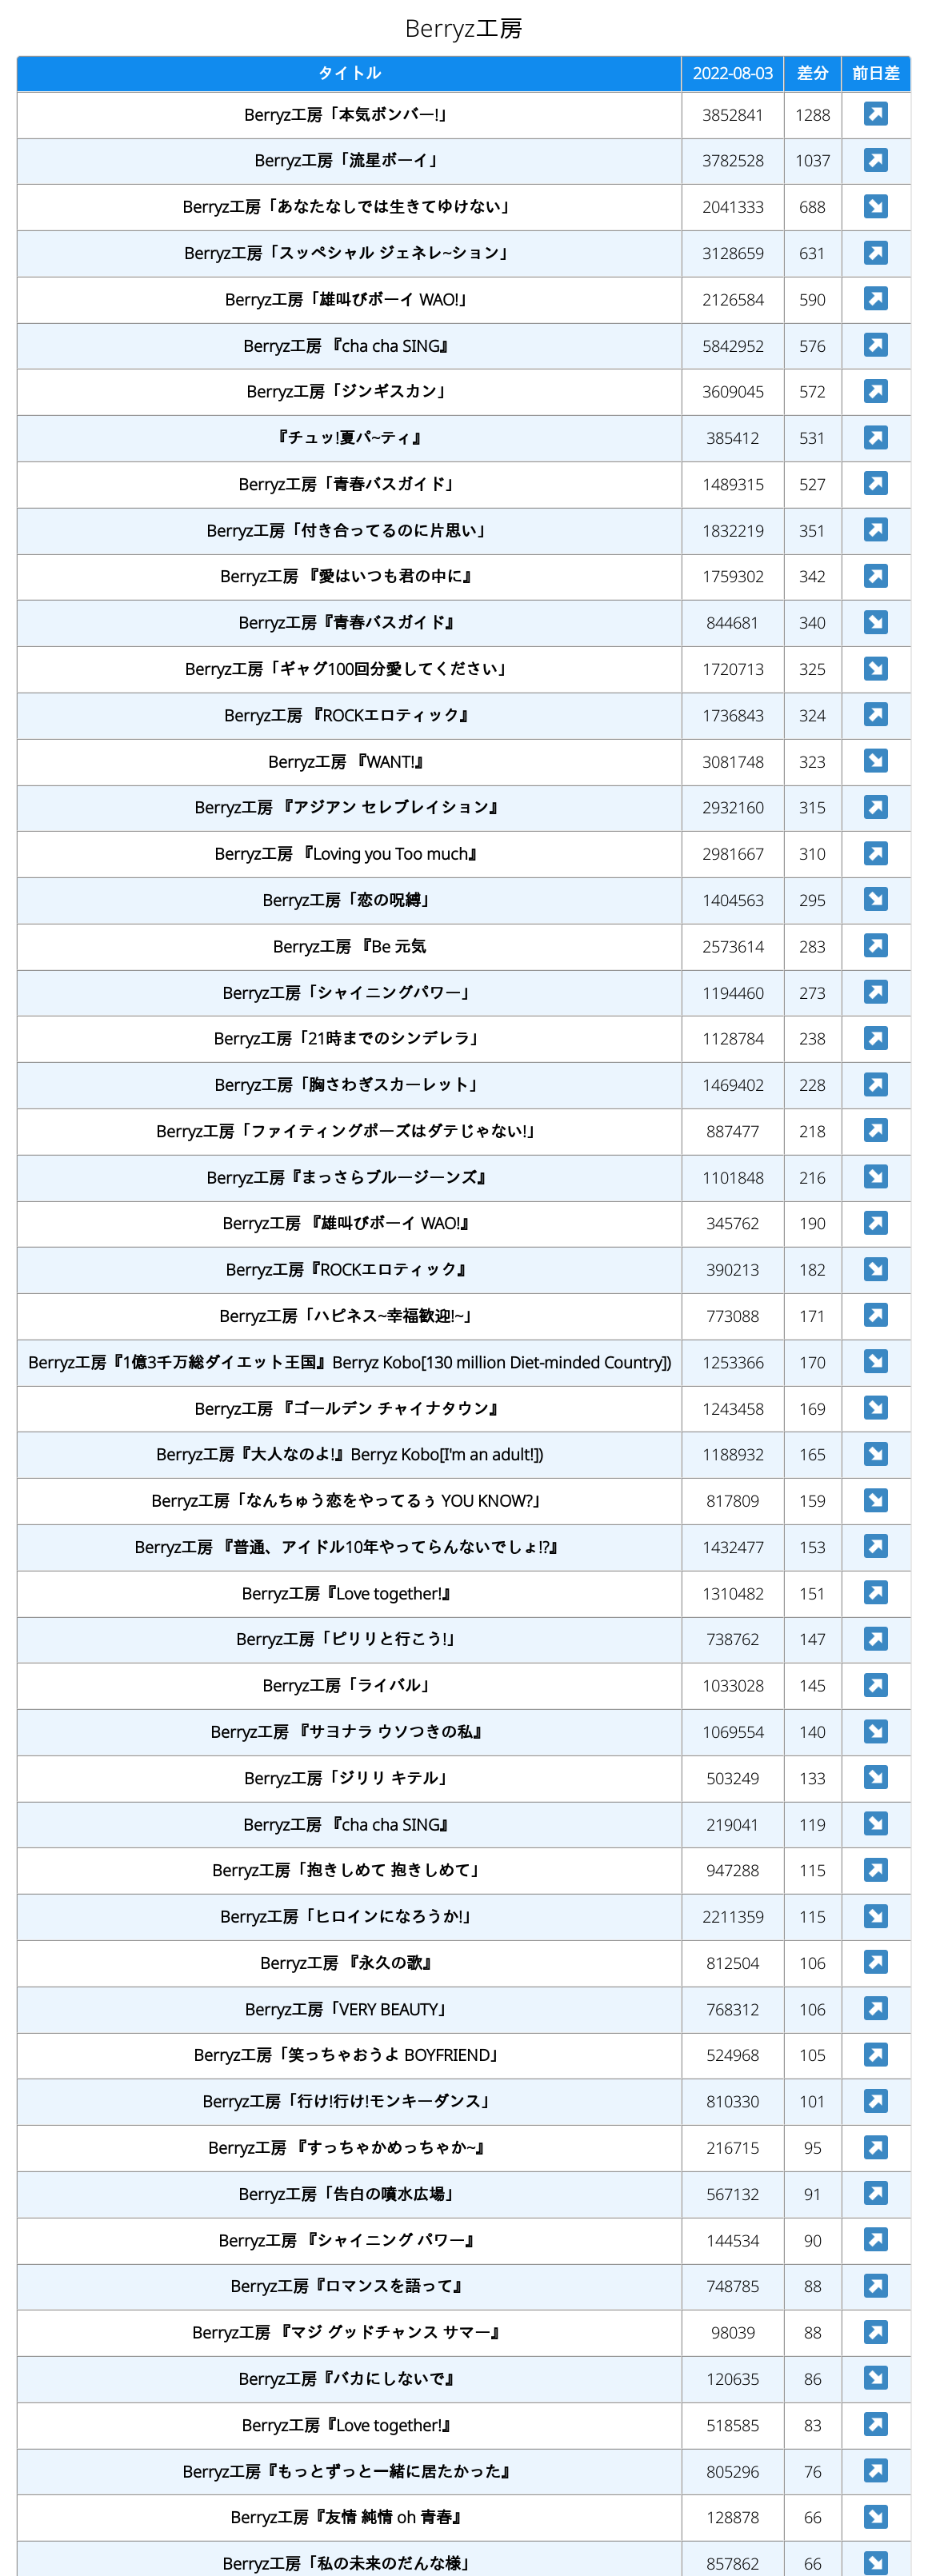 Berryz工房
タイトル 2022-08-03 差分 前日差
Berryz工房「本気ボンバー!」 3852841 1288
Berryz工房「流星ボーイ」 3782528 1037
Berryz工房「あなたなしでは生きてゆけない」 2041333 688
Berryz工房「スッペシャル ジェネレ~ション」 3128659 631
Berryz工房「雄叫びボーイ WAO!」 2126584 590
Berryz工房 『cha cha SING』 5842952 576
Berryz工房「ジンギスカン」 3609045 572
『チュッ!夏パ~ティ』 385412 531
Berryz工房「青春バスガイド」 1489315 527
Berryz工房「付き合ってるのに片思い」 1832219 351
Berryz工房 『愛はいつも君の中に』 1759302 342
Berryz工房『青春バスガイド』 844681 340
Berryz工房「ギャグ100回分愛してください」 1720713 325
Berryz工房 『ROCKエロティック』 1736843 324
Berryz工房 『WANT!』 3081748 323
Berryz工房 『アジアン セレブレイション』 2932160 315
Berryz工房 『Loving you Too much』 2981667 310
Berryz工房「恋の呪縛」 1404563 295
Berryz工房 『Be 元気 2573614 283
Berryz工房「シャイニングパワー」 1194460 273
Berryz工房「21時までのシンデレラ」 1128784 238
Berryz工房「胸さわぎスカーレット」 1469402 228
Berryz工房「ファイティングポーズはダテじゃない!」 887477 218
Berryz工房『まっさらブルージーンズ』 1101848 216
Berryz工房 『雄叫びボーイ WAO!』 345762 190
Berryz工房『ROCKエロティック』 390213 182
Berryz工房「ハピネス~幸福歓迎!~」 773088 171
Berryz工房『1億3千万総ダイエット王国』Berryz Kobo[130 million Diet-minded Country]) 1253366 170
Berryz工房 『ゴールデン チャイナタウン』 1243458 169
Berryz工房『大人なのよ!』Berryz Kobo[I'm an adult!]) 1188932 165
Berryz工房「なんちゅう恋をやってるぅ YOU KNOW?」 817809 159
Berryz工房 『普通、アイドル10年やってらんないでしょ!?』 1432477 153
Berryz工房『Love together!』 1310482 151
Berryz工房「ピリリと行こう!」 738762 147
Berryz工房「ライバル」 1033028 145
Berryz工房 『サヨナラ ウソつきの私』 1069554 140
Berryz工房「ジリリ キテル」 503249 133
Berryz工房 『cha cha SING』 219041 119
Berryz工房「抱きしめて 抱きしめて」 947288 115
Berryz工房「ヒロインになろうか!」 2211359 115
Berryz工房 『永久の歌』 812504 106
Berryz工房「VERY BEAUTY」 768312 106
Berryz工房「笑っちゃおうよ BOYFRIEND」 524968 105
Berryz工房「行け!行け!モンキーダンス」 810330 101
Berryz工房 『すっちゃかめっちゃか~』 216715 95
Berryz工房「告白の噴水広場」 567132 91
Berryz工房 『シャイニング パワー』 144534 90
Berryz工房『ロマンスを語って』 748785 88
Berryz工房 『マジ グッドチャンス サマー』 98039 88
Berryz工房『バカにしないで』 120635 86
Berryz工房『Love together!』 518585 83
Berryz工房『もっとずっと一緒に居たかった』 805296 76
Berryz工房『友情 純情 oh 青春』 128878 66
Berryz工房「私の未来のだんな様」 857862 66